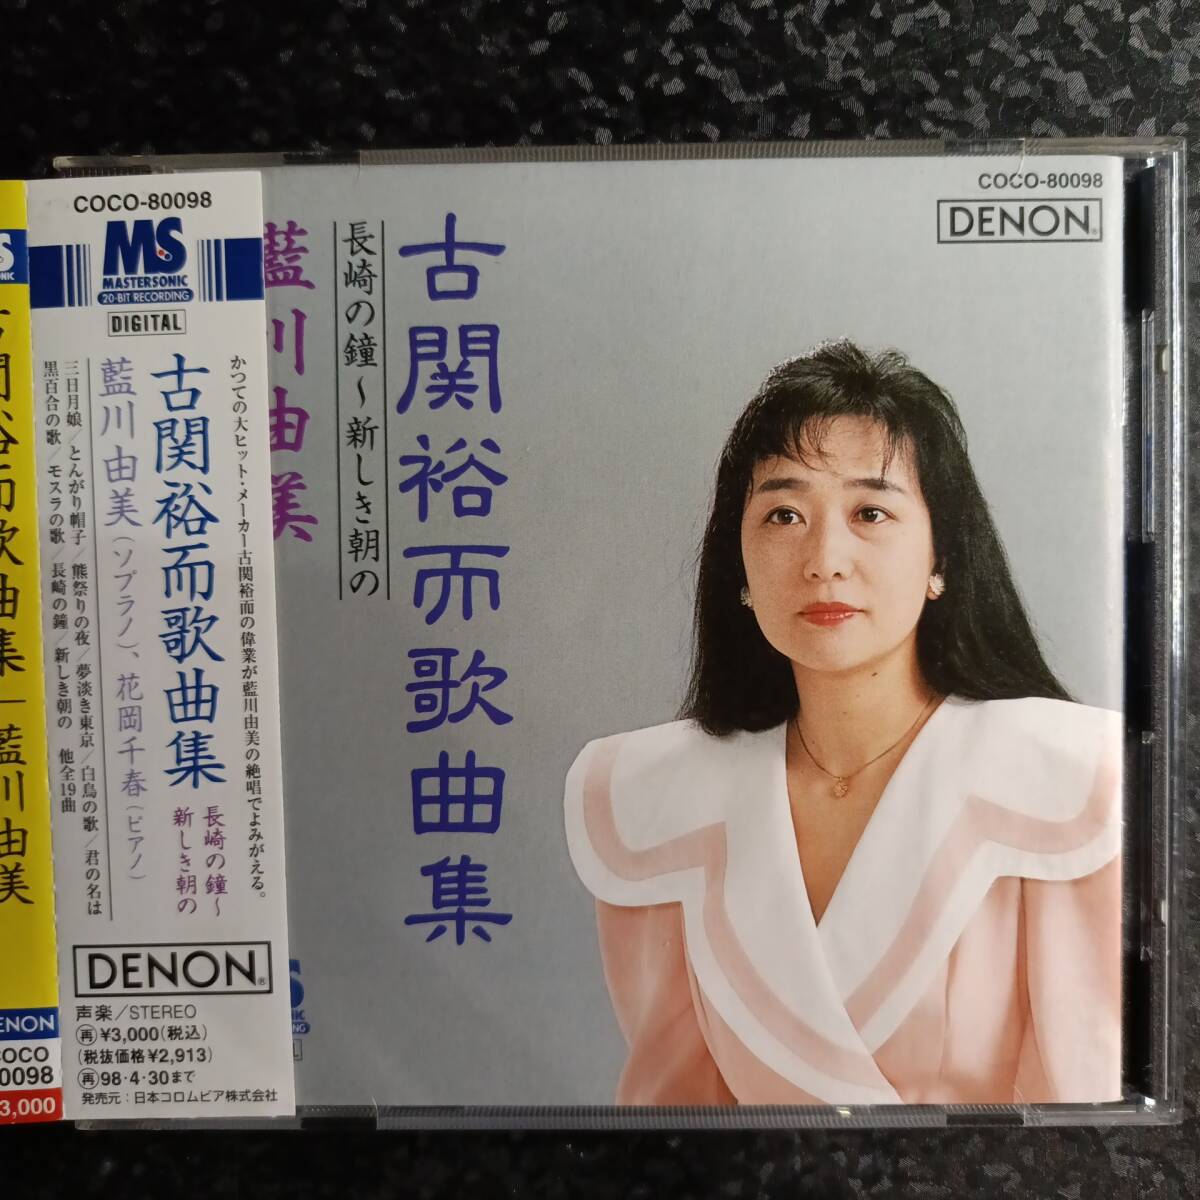 古関裕而歌曲集│藍川由美
DENON
COCO
80098
3,000
COCO-80098
MS
MASTERSONIC
20-BIT RECORDING
DIGITAL
かつての大ヒット・メーカー古関裕而の偉業が藍川由美の絶唱でよみがえる。
古関裕而歌曲集
長崎の鐘〜
新しき朝の
藍川由美(ソプラノ)、花岡千春(ピアノ)
三日月娘/とんがり帽子/熊祭りの夜/夢淡き東京/白鳥の歌/君の名は
黒百合の歌/モスラの歌/長崎の鐘/新しき朝の 他全19曲
DENON®
声楽/STEREO
再¥3,000(税込)
(税抜価格¥2,913)
再98・4・30まで
発売元:日本コロムビア株式会社
COCO-80098
DENON®
古関裕而歌曲集
長崎の鐘〜新しき朝の
藍川由美